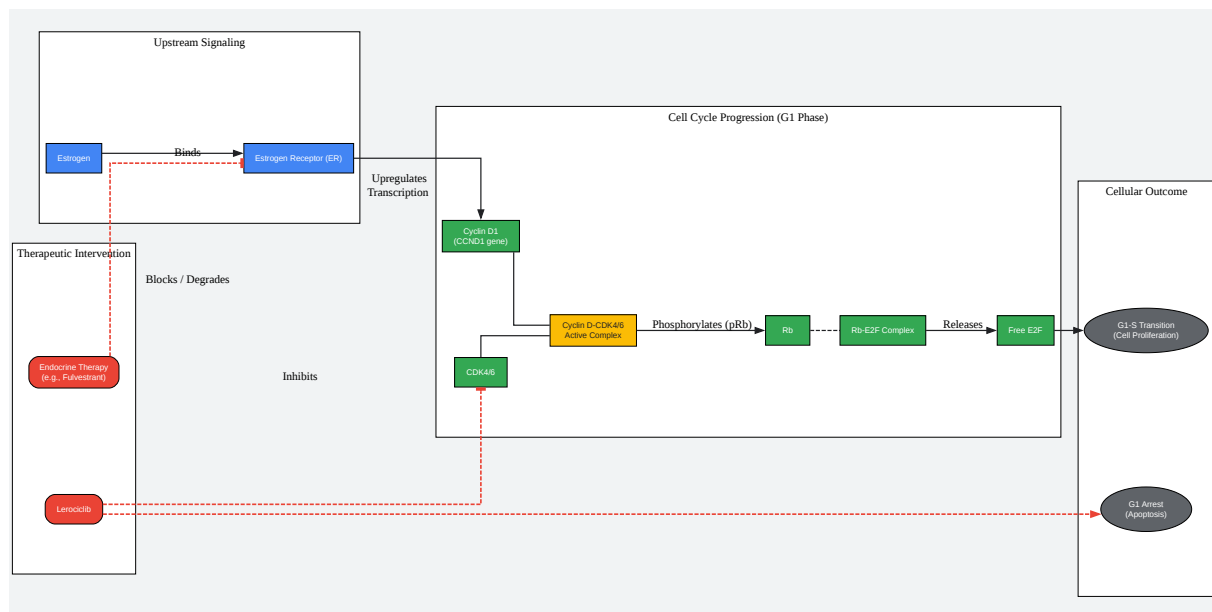 Upstream Signaling
Estrogen
Binds
Estrogen Receptor (ER)
Upregulates
Transcription
Therapeutic Intervention
Blocks / Degrades
Endocrine Therapy
(e.g., Fulvestrant)
Inhibits
Lerociclib
Cell Cycle Progression (G1 Phase)
Cyclin D1
(CCND1 gene)
Cyclin D-CDK4/6
Active Complex
CDK4/6
Phosphorylates (pRb)
Rb
Rb-E2F Complex
Releases
Free E2F
Cellular Outcome
G1-S Transition
(Cell Proliferation)
G1 Arrest
(Apoptosis)